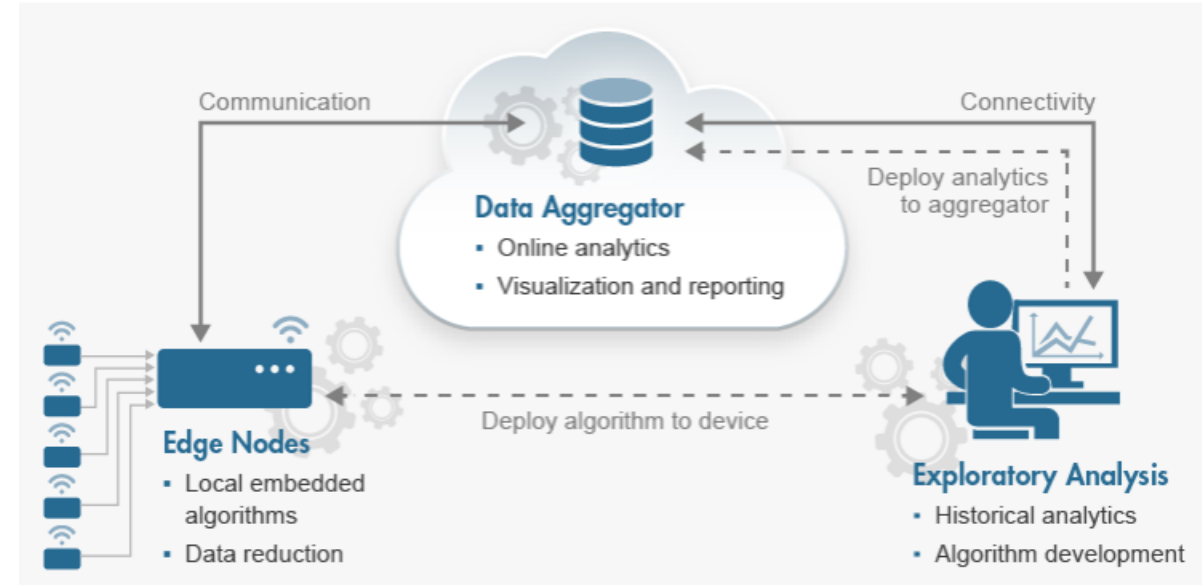 Communication
Connectivity
Deploy analytics
to aggregator
Data Aggregator
▪ Online analytics
▪ Visualization and reporting
Deploy algorithm to device
Edge Nodes
▪ Local embedded
algorithms
▪ Data reduction
Exploratory Analysis
▪ Historical analytics
▪ Algorithm development